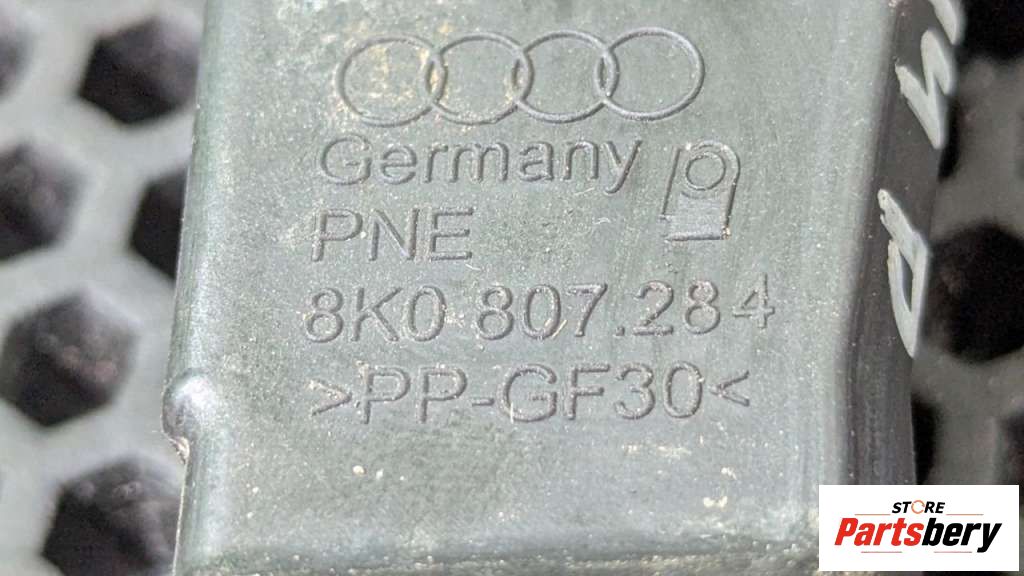 Germany
PNE
8K0 807.284
>PP-GF30<
STORE
Partsbery